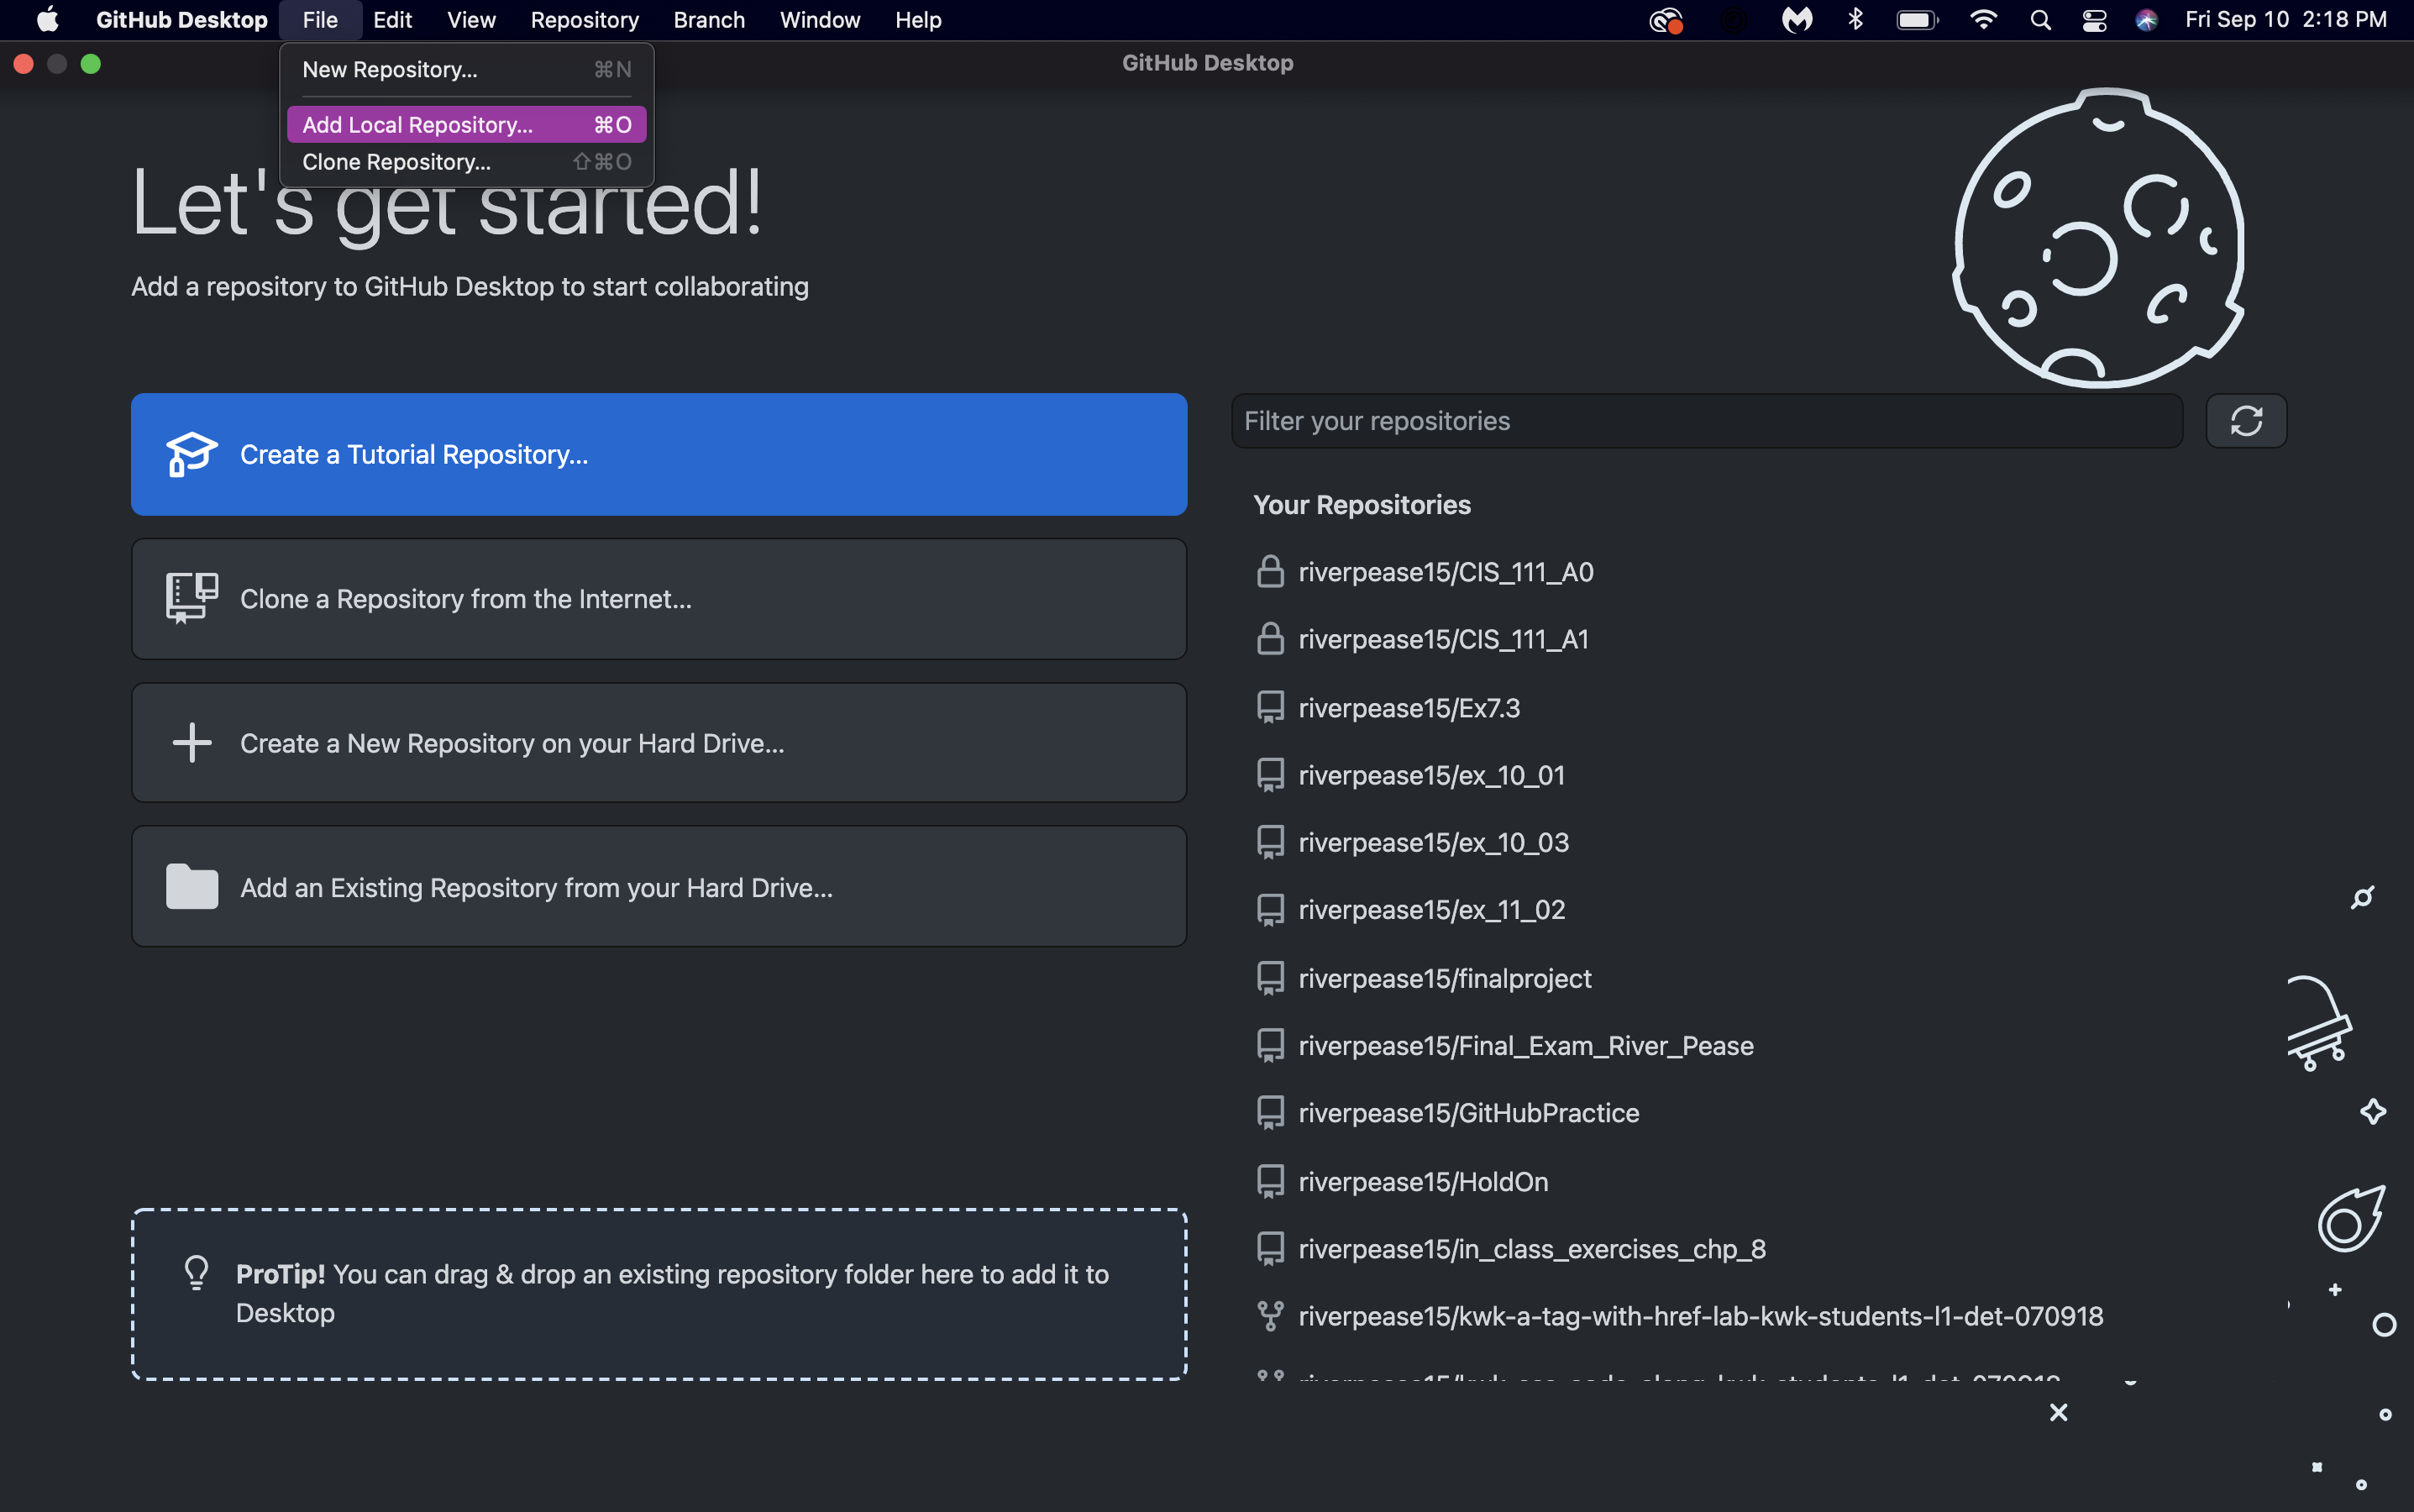 GitHub Desktop File Edit View Repository Branch Window Help Fri Sep 10 2:18 PM
GitHub Desktop
New Repository... ⌘N
Add Local Repository... ⌘O
Clone Repository... ⇧⌘O
Let's get started!
Add a repository to GitHub Desktop to start collaborating
Create a Tutorial Repository...
Clone a Repository from the Internet...
Create a New Repository on your Hard Drive...
Add an Existing Repository from your Hard Drive...
ProTip! You can drag & drop an existing repository folder here to add it to
Desktop
Filter your repositories
Your Repositories
riverpease15/CIS_111_A0
riverpease15/CIS_111_A1
riverpease15/Ex7.3
riverpease15/ex_10_01
riverpease15/ex_10_03
riverpease15/ex_11_02
riverpease15/finalproject
riverpease15/Final_Exam_River_Pease
riverpease15/GitHubPractice
riverpease15/HoldOn
riverpease15/in_class_exercises_chp_8
riverpease15/kwk-a-tag-with-href-lab-kwk-students-l1-det-070918